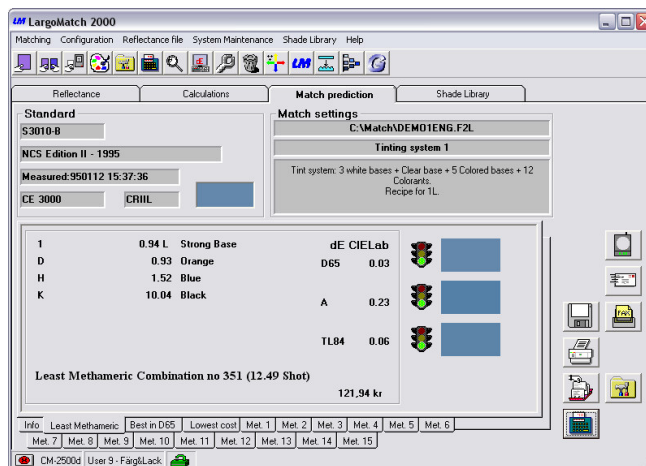 LM LargoMatch 2000
Matching Configuration Reflectance file System Maintenance Shade Library Help
LM
Reflectance Calculations Match prediction Shade Library
Standard
S3010-B
NCS Edition II - 1995
Measured:950112 15:37:36
CE 3000 CRIIL
Match settings
C:\Match\DEMO1ENG.F2L
Tinting system 1
Tint system: 3 white bases + Clear base + 5 Colored bases + 12
Colorants.
Recipe for 1L.
1 0.94 L Strong Base dE CIELab
D 0.93 Orange D65 0.03
H 1.52 Blue
K 10.04 Black A 0.23
TL84 0.06
Least Methameric Combination no 351 (12.49 Shot)
121,94 kr
FAX
Info Least Methameric Best in D65 Lowest cost Met. 1 Met. 2 Met. 3 Met. 4 Met. 5 Met. 6
Met. 7 Met. 8 Met. 9 Met. 10 Met. 11 Met. 12 Met. 13 Met. 14 Met. 15
CM-2500d User 9 - Färg&Lack